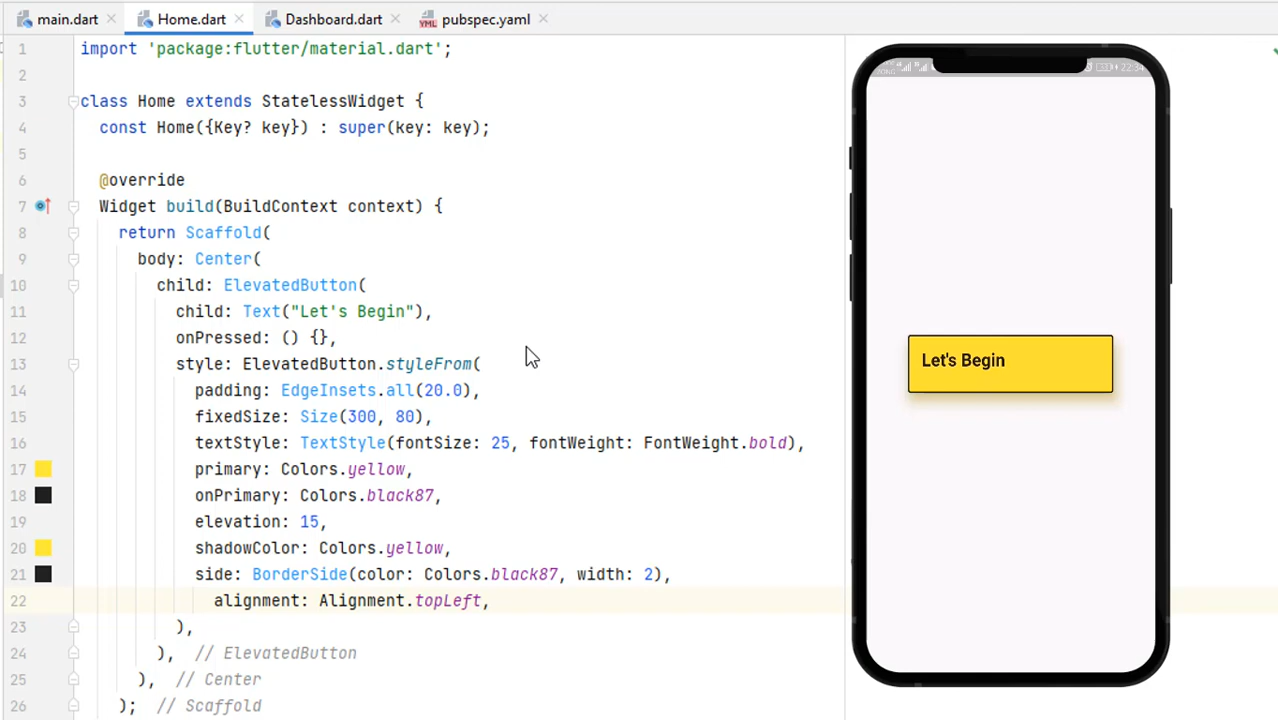 main.dart Home.dart Dashboard.dart pubspec.yaml
1 import 'package:flutter/material.dart';
2
3 class Home extends StatelessWidget {
4 const Home({Key? key}) : super(key: key);
5
6 @override
7 Widget build(BuildContext context) {
8 return Scaffold(
9 body: Center(
10 child: ElevatedButton(
11 child: Text("Let's Begin"),
12 onPressed: () {},
13 style: ElevatedButton.styleFrom(
14 padding: EdgeInsets.all(20.0),
15 fixedSize: Size(300, 80),
16 textStyle: TextStyle(fontSize: 25, fontWeight: FontWeight.bold),
17 primary: Colors.yellow,
18 onPrimary: Colors.black87,
19 elevation: 15,
20 shadowColor: Colors.yellow,
21 side: BorderSide(color: Colors.black87, width: 2),
22 alignment: Alignment.topLeft,
23 ),
24 ), // ElevatedButton
25 ), // Center
26 ); // Scaffold
22:34
Let's Begin